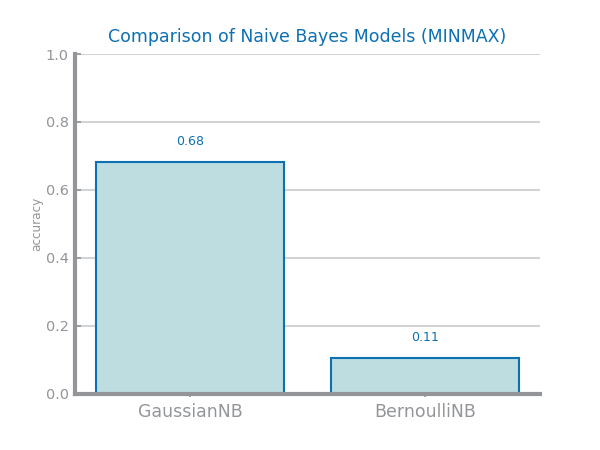 Comparison of Naive Bayes Models (MINMAX)
1.0
0.8
0.6
0.4
0.2
0.0
accuracy
0.68
0.11
GaussianNB
BernoulliNB